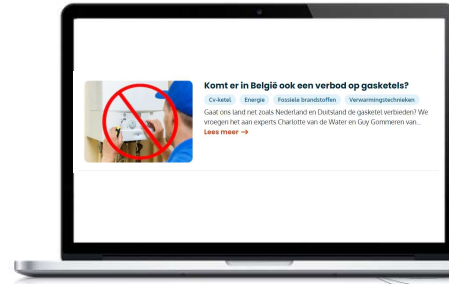 Komt er in België ook een verbod op gasketels?
Cv-ketel Energie Fossiele brandstoffen Verwarmingstechnieken
Gaat ons land net zoals Nederland en Duitsland de gasketel verbieden? We
vroegen het aan experts Charlotte van de Water en Guy Gommeren van...
Lees meer →